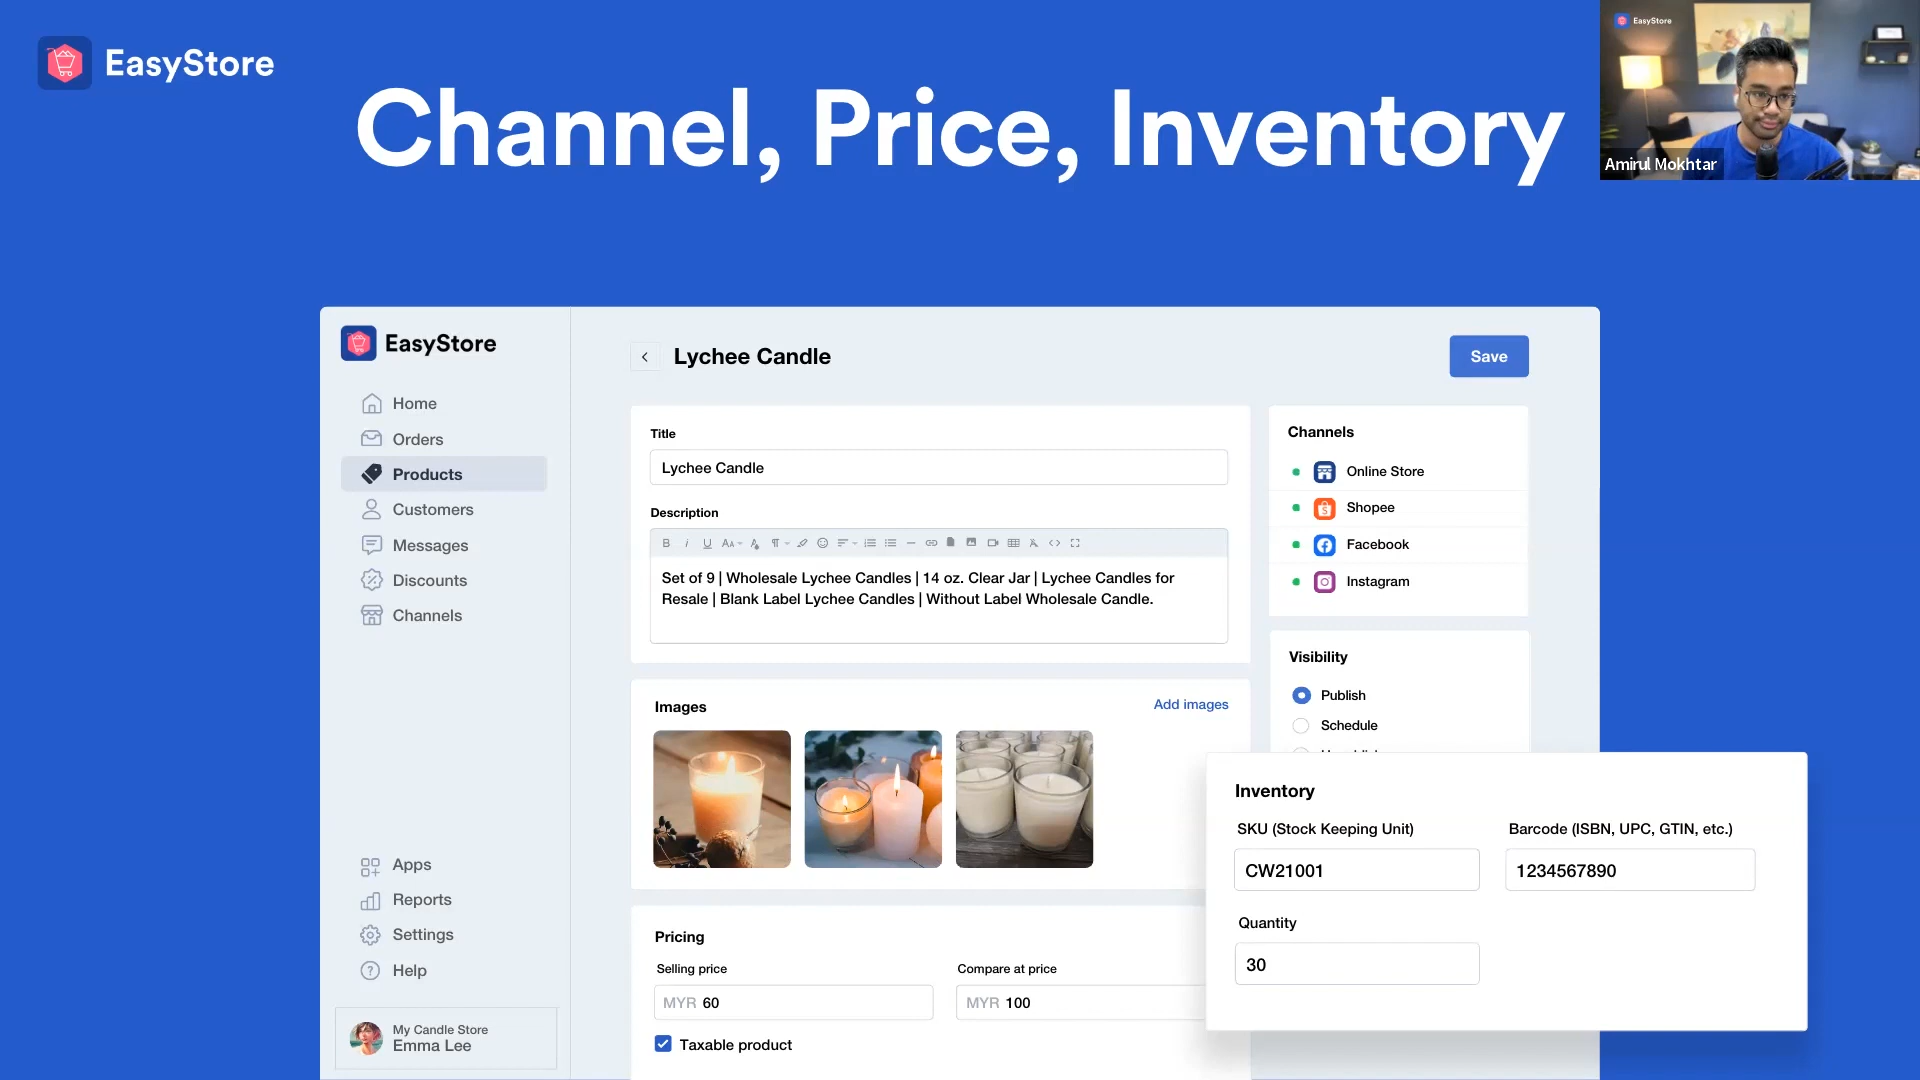 EasyStore
Channel, Price, Inventory
EasyStore
Amirul Mokhtar
EasyStore
Home
Orders
Products
Customers
Messages
Discounts
Channels
Apps
Reports
Settings
Help
My Candle Store
Emma Lee
Lychee Candle
Save
Title
Lychee Candle
Description
Set of 9 | Wholesale Lychee Candles | 14 oz. Clear Jar | Lychee Candles for
Resale | Blank Label Lychee Candles | Without Label Wholesale Candle.
Images
Add images
Pricing
Selling price
Compare at price
MYR 60
MYR 100
Taxable product
Channels
Online Store
Shopee
Facebook
Instagram
Visibility
Publish
Schedule
Inventory
SKU (Stock Keeping Unit)
Barcode (ISBN, UPC, GTIN, etc.)
CW21001
1234567890
Quantity
30